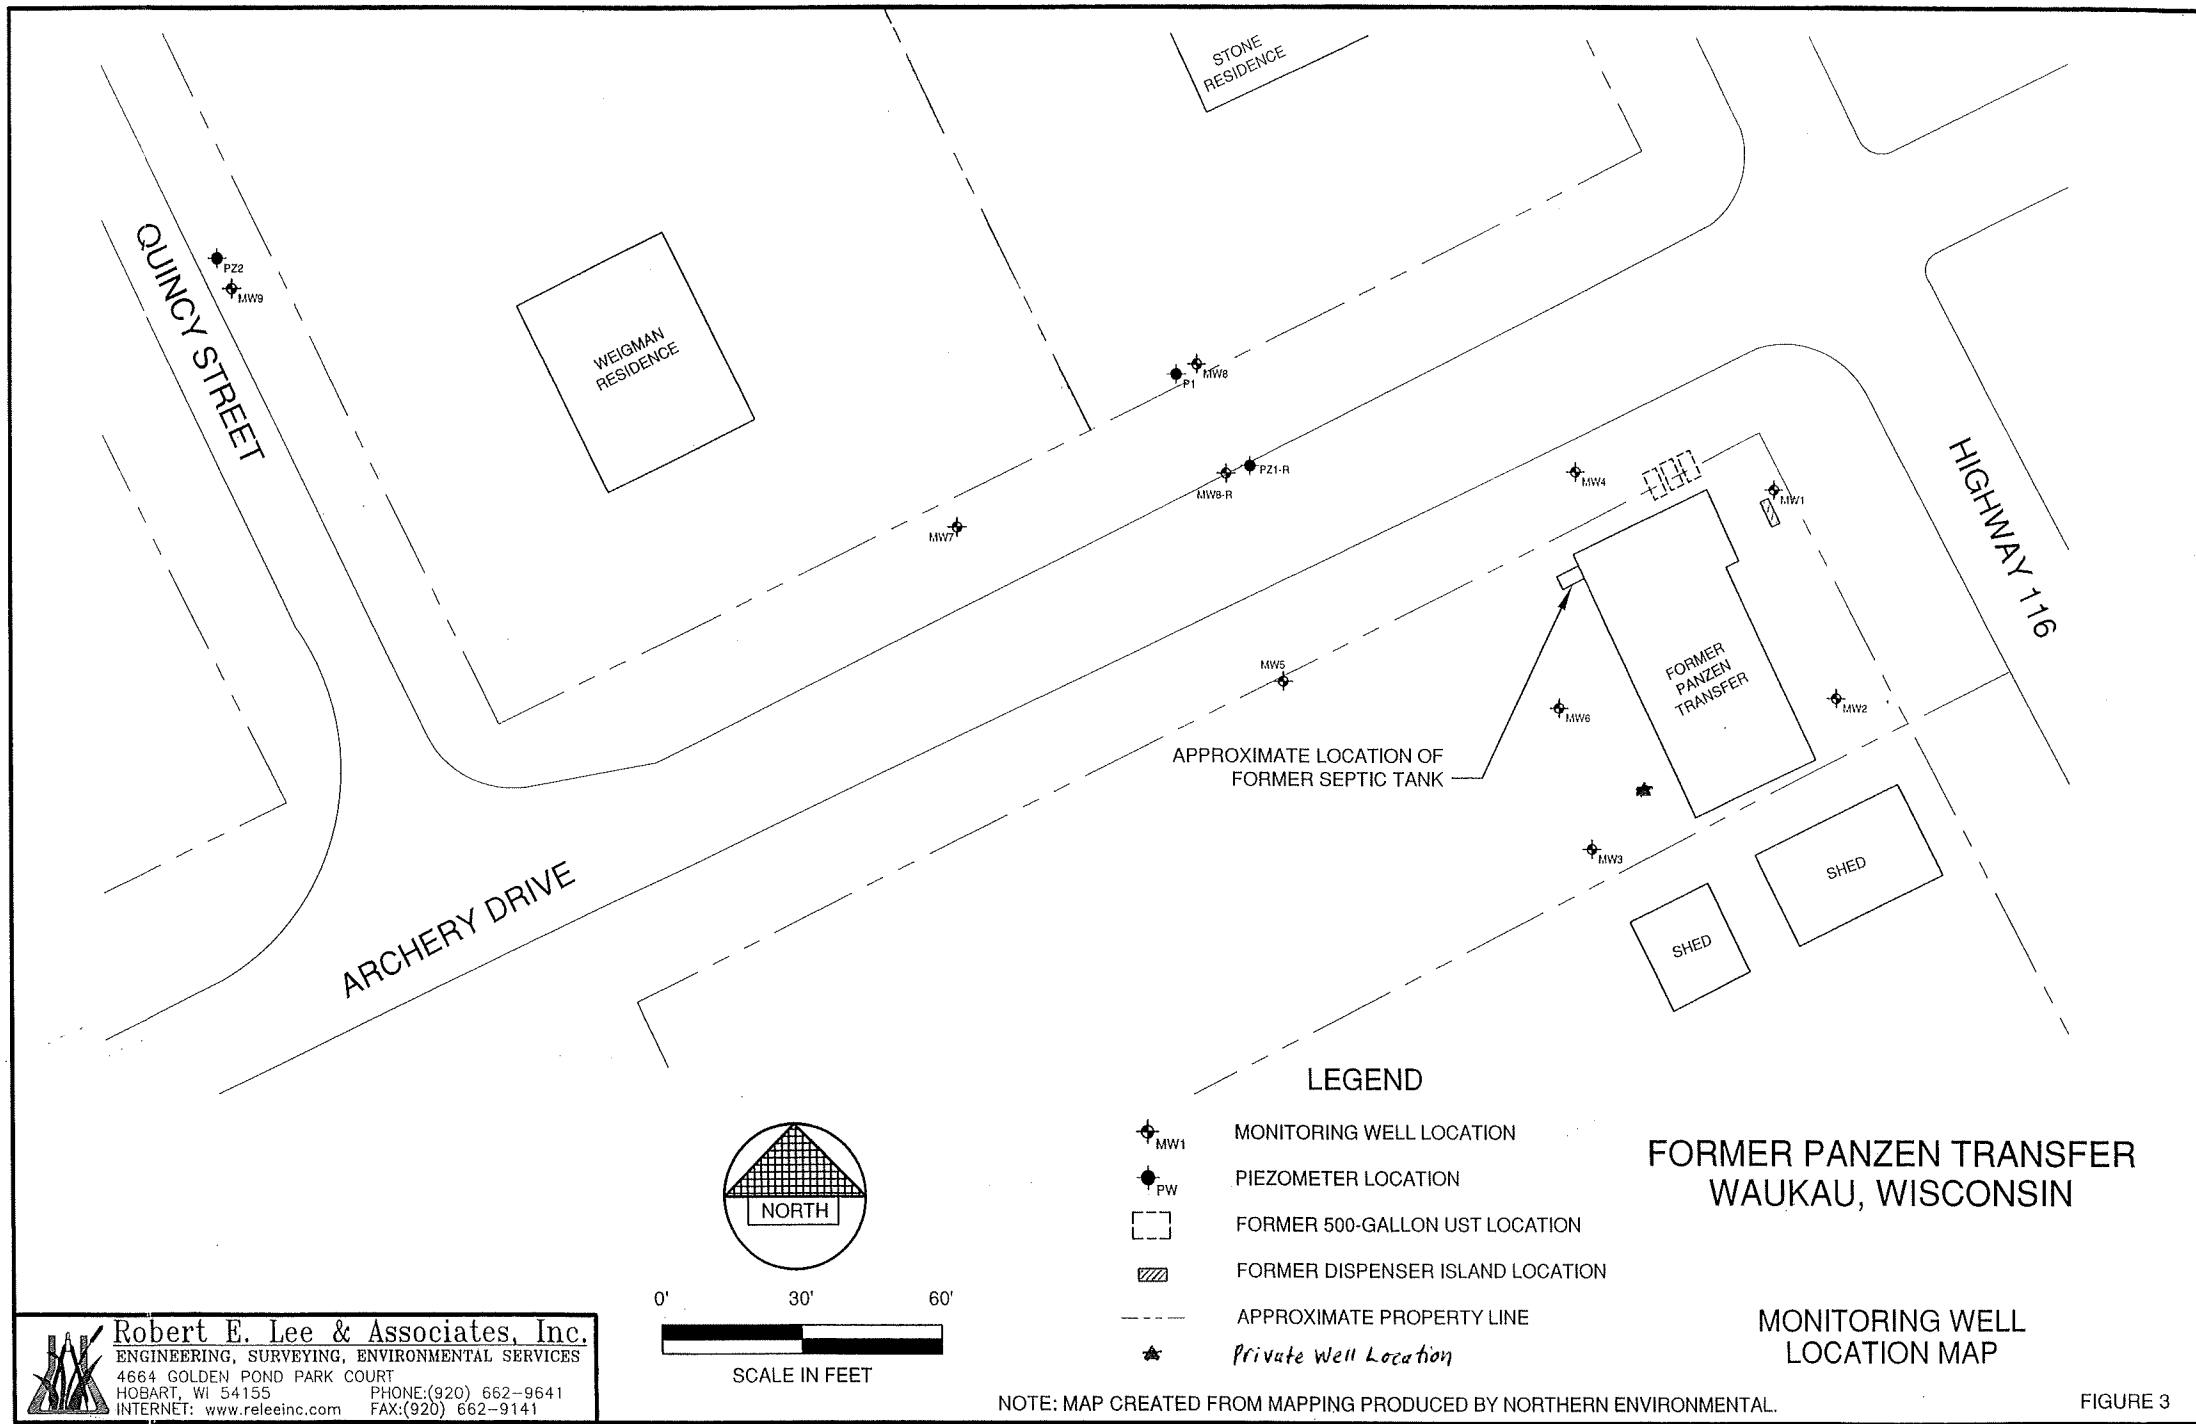 STONE
RESIDENCE
QUINCY STREET
PZ2
MW9
WEIGMAN
RESIDENCE
MW8
P1
PZ1-R
MW8-R
MW7
MW4
MW1
HIGHWAY 116
MW5
MW6
FORMER
PANZEN
TRANSFER
MW2
APPROXIMATE LOCATION OF
FORMER SEPTIC TANK
MW3
SHED
SHED
ARCHERY DRIVE
LEGEND
MW1 MONITORING WELL LOCATION
PW PIEZOMETER LOCATION
FORMER 500-GALLON UST LOCATION
FORMER DISPENSER ISLAND LOCATION
APPROXIMATE PROPERTY LINE
Private Well Location
NORTH
0' 30' 60'
SCALE IN FEET
FORMER PANZEN TRANSFER
WAUKAU, WISCONSIN
MONITORING WELL
LOCATION MAP
Robert E. Lee & Associates, Inc.
ENGINEERING, SURVEYING, ENVIRONMENTAL SERVICES
4664 GOLDEN POND PARK COURT
HOBART, WI 54155 PHONE:(920) 662-9641
INTERNET: www.releeinc.com FAX:(920) 662-9141
NOTE: MAP CREATED FROM MAPPING PRODUCED BY NORTHERN ENVIRONMENTAL.
FIGURE 3